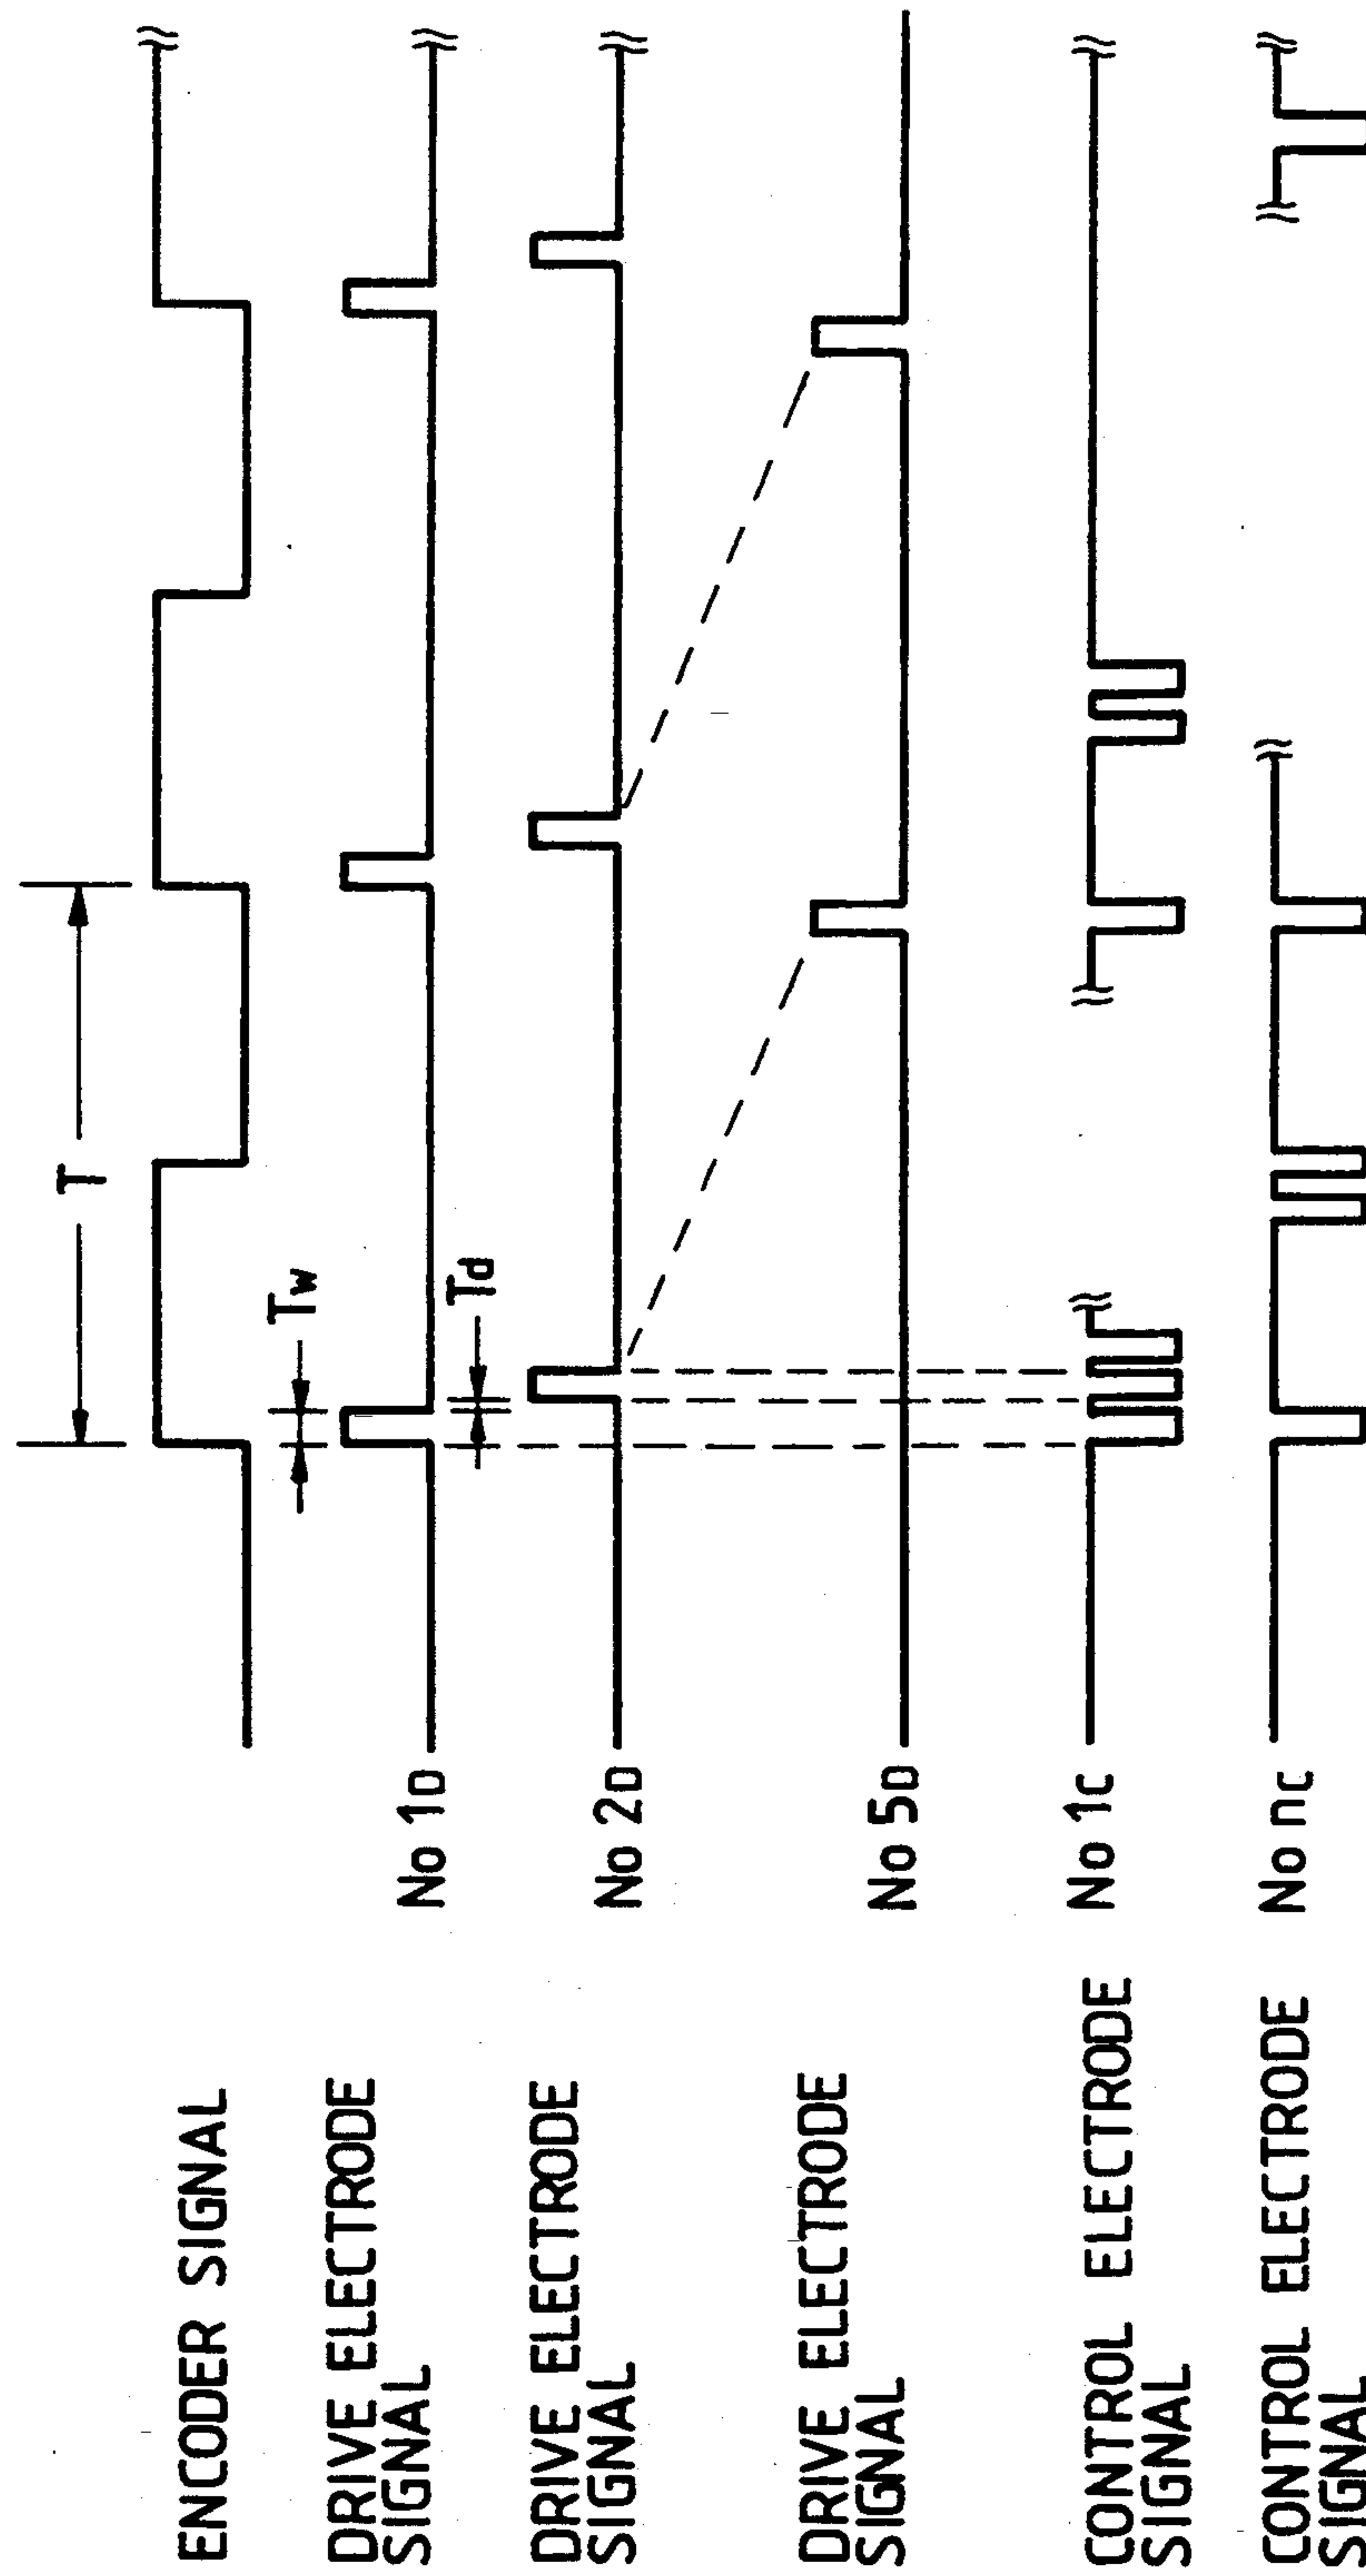 T
ENCODER SIGNAL
Tw
DRIVE ELECTRODE No 1D
SIGNAL
Td
DRIVE ELECTRODE No 2D
SIGNAL
DRIVE ELECTRODE No 5D
SIGNAL
CONTROL ELECTRODE No 1C
SIGNAL
CONTROL ELECTRODE No nC
SIGNAL